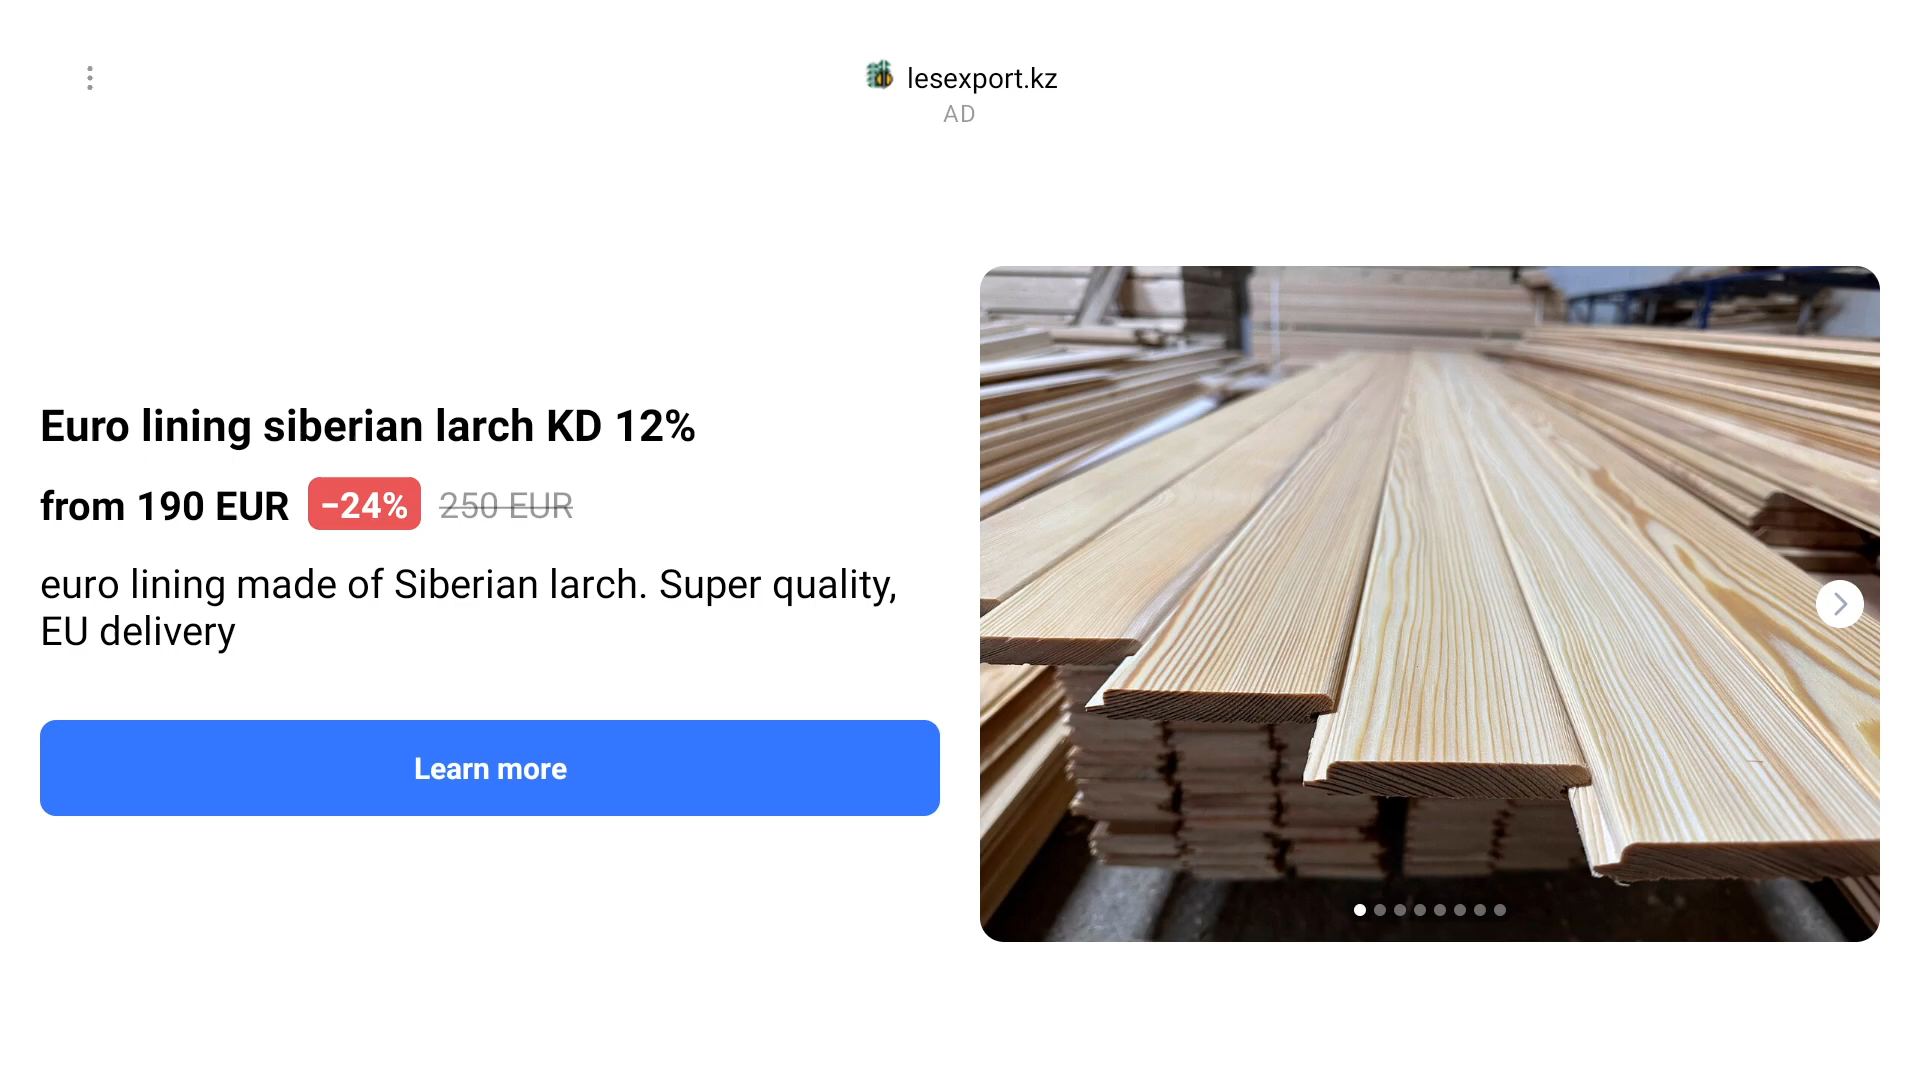 lesexport.kz
AD
Euro lining siberian larch KD 12%
from 190 EUR −24% 250 EUR
euro lining made of Siberian larch. Super quality,
EU delivery
Learn more